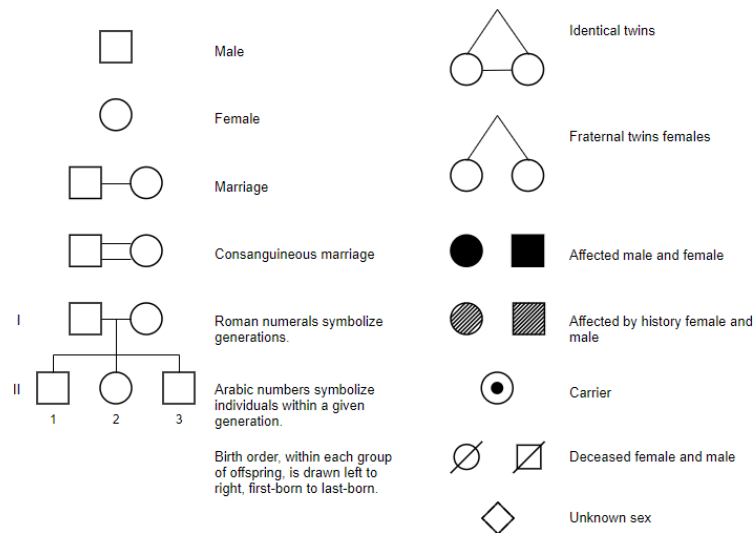 Male
Female
Marriage
Consanguineous marriage
I
Roman numerals symbolize
generations.
II
1
2
3
Arabic numbers symbolize
individuals within a given
generation.
Birth order, within each group
of offspring, is drawn left to
right, first-born to last-born.
Identical twins
Fraternal twins females
Affected male and female
Affected by history female and
male
Carrier
Deceased female and male
Unknown sex